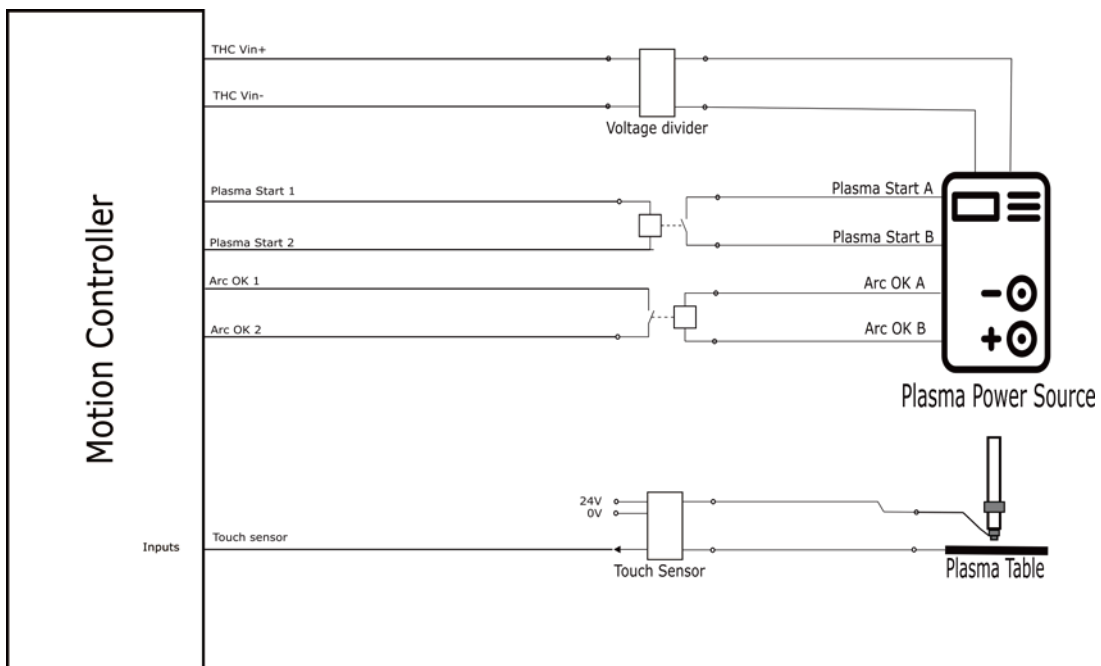 THC Vin+
THC Vin-
Voltage divider
Plasma Start 1
Plasma Start A
Plasma Start 2
Plasma Start B
Arc OK 1
Arc OK A
Arc OK 2
Arc OK B
Motion Controller
Plasma Power Source
24V
0V
Touch sensor
Inputs
Touch Sensor
Plasma Table